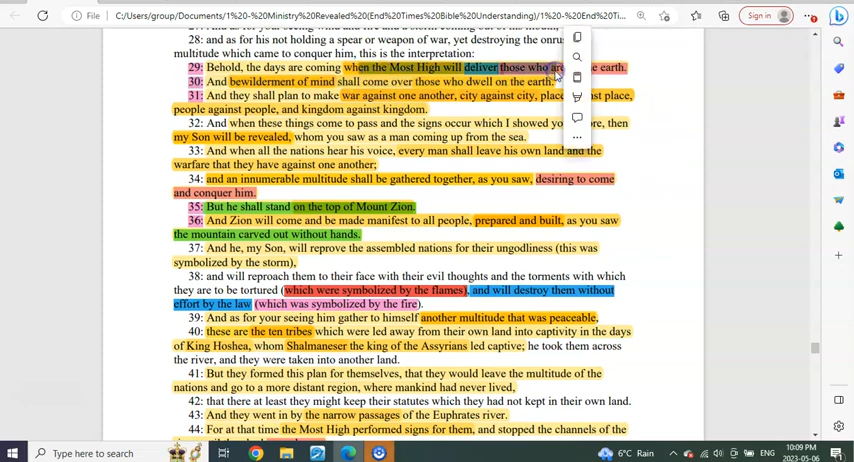 File
C:/Users/group/Documents/1%20-%20Ministry%20Revealed%20(End%20Times%20Bible%20Understanding)/1%20-%20End%20Tim
Sign in
28: and as for his not holding a spear or weapon of war, yet destroying the onru
multitude which came to conquer him, this is the interpretation:
29: Behold, the days are coming when the Most High will deliver those who are earth.
30: And bewilderment of mind shall come over those who dwell on the earth.
31: And they shall plan to make war against one another, city against city, place place,
people against people, and kingdom against kingdom.
32: And when these things come to pass and the signs occur which I showed you then
my Son will be revealed, whom you saw as a man coming up from the sea.
33: And when all the nations hear his voice, every man shall leave his own land and the
warfare that they have against one another;
34: and an innumerable multitude shall be gathered together, as you saw, desiring to come
and conquer him.
35: But he shall stand on the top of Mount Zion.
36: And Zion will come and be made manifest to all people, prepared and built, as you saw
the mountain carved out without hands.
37: And he, my Son, will reprove the assembled nations for their ungodliness (this was
symbolized by the storm),
38: and will reproach them to their face with their evil thoughts and the torments with which
they are to be tortured (which were symbolized by the flames), and will destroy them without
effort by the law (which was symbolized by the fire).
39: And as for your seeing him gather to himself another multitude that was peaceable,
40: these are the ten tribes which were led away from their own land into captivity in the days
of King Hoshea, whom Shalmaneser the king of the Assyrians led captive; he took them across
the river, and they were taken into another land.
41: But they formed this plan for themselves, that they would leave the multitude of the
nations and go to a more distant region, where mankind had never lived,
42: that there at least they might keep their statutes which they had not kept in their own land.
43: And they went in by the narrow passages of the Euphrates river.
44: For at that time the Most High performed signs for them, and stopped the channels of the
Type here to search
6°C Rain
ENG
10:09 PM
2023-05-06